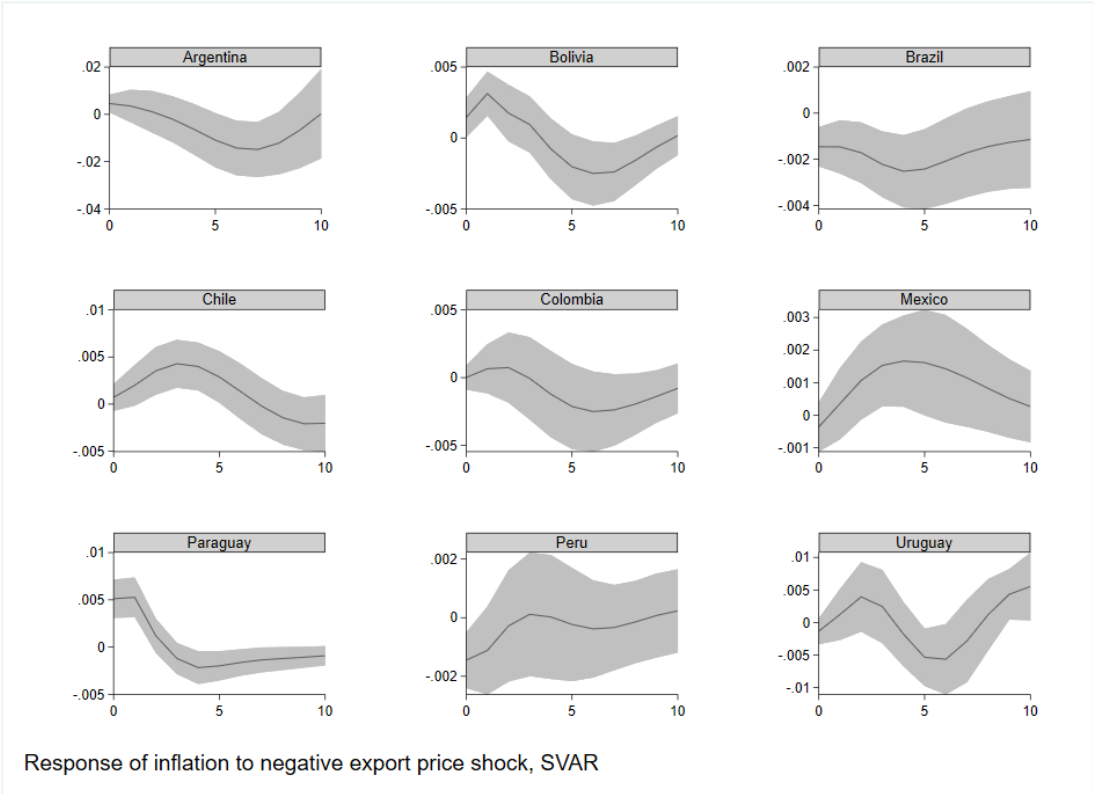 Argentina
.02
0
-.02
-.04
0 5 10
Bolivia
.005
0
-.005
0 5 10
Brazil
.002
0
-.002
-.004
0 5 10
Chile
.01
.005
0
-.005
0 5 10
Colombia
.005
0
-.005
0 5 10
Mexico
.003
.002
.001
0
-.001
0 5 10
Paraguay
.01
.005
0
-.005
0 5 10
Peru
.002
0
-.002
0 5 10
Uruguay
.01
.005
0
-.005
-.01
0 5 10
Response of inflation to negative export price shock, SVAR